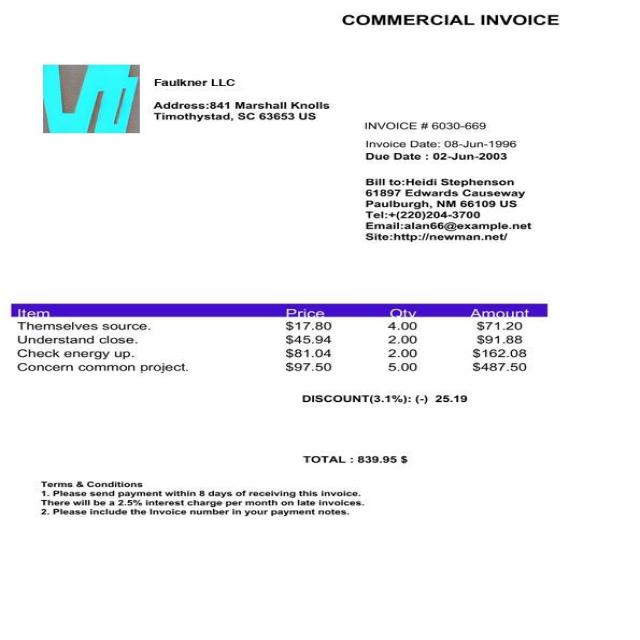 COMMERCIAL INVOICE
Faulkner LLC
Address:841 Marshall Knolls
Timothystad, SC 63653 US
INVOICE # 6030-669
Invoice Date: 08-Jun-1996
Due Date : 02-Jun-2003
Bill to:Heidi Stephenson
61897 Edwards Causeway
Paulburgh, NM 66109 US
Tel:+(220)204-3700
Email:alan66@example.net
Site:http://newman.net/
Item Price Qty Amount
Themselves source. $17.80 4.00 $71.20
Understand close. $45.94 2.00 $91.88
Check energy up. $81.04 2.00 $162.08
Concern common project. $97.50 5.00 $487.50
DISCOUNT(3.1%): (-) 25.19
TOTAL : 839.95 $
Terms & Conditions
1. Please send payment within 8 days of receiving this invoice.
There will be a 2.5% interest charge per month on late invoices.
2. Please include the Invoice number in your payment notes.